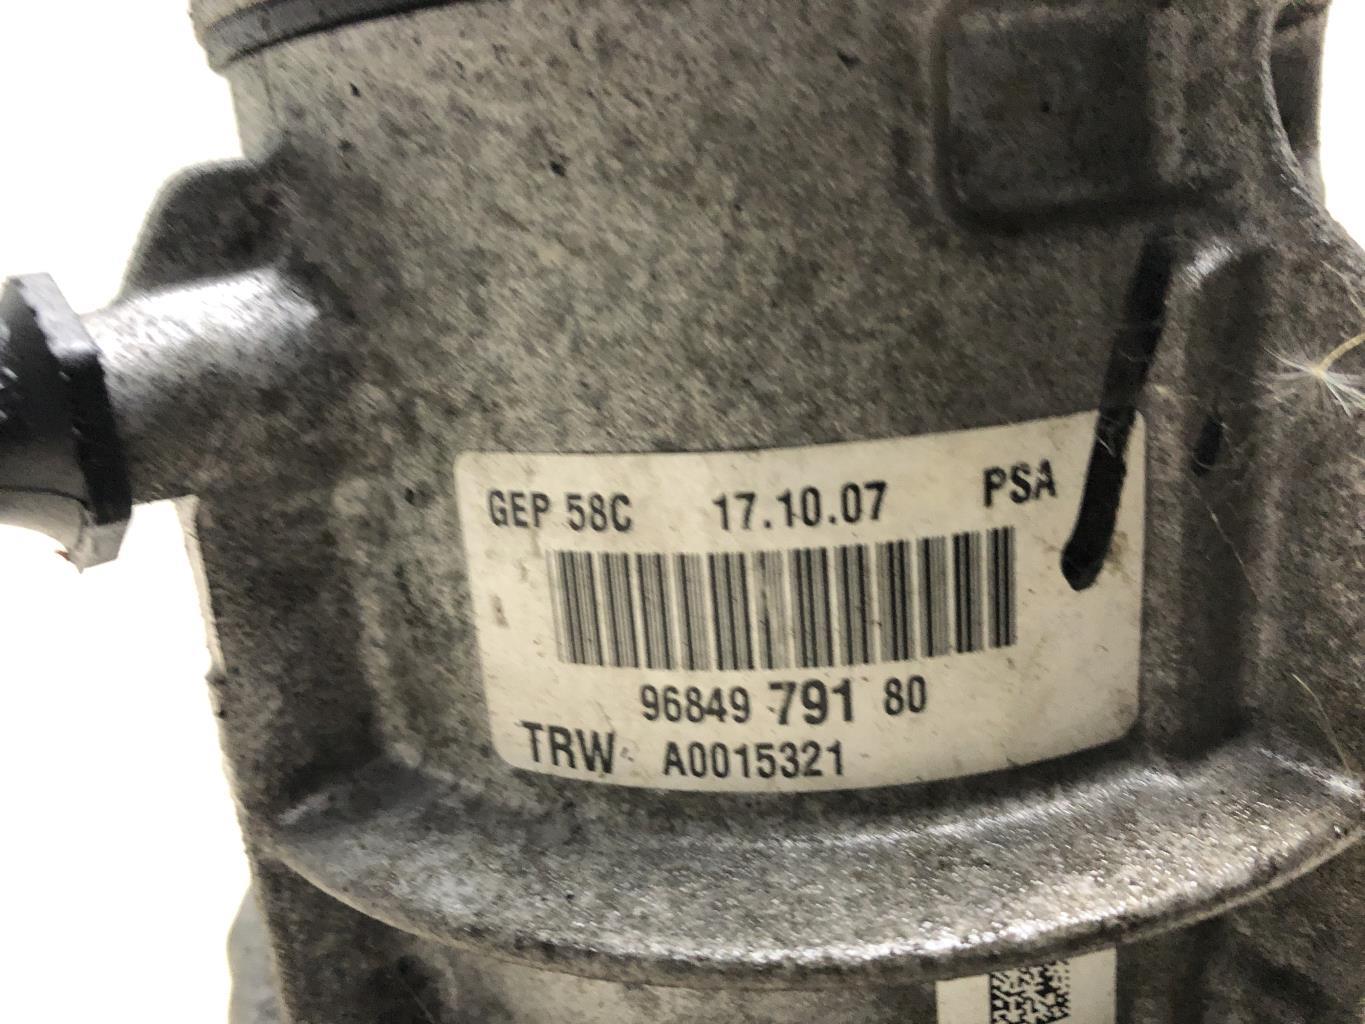 GEP 58C 17.10.07 PSA
96849 791 80
TRW A0015321